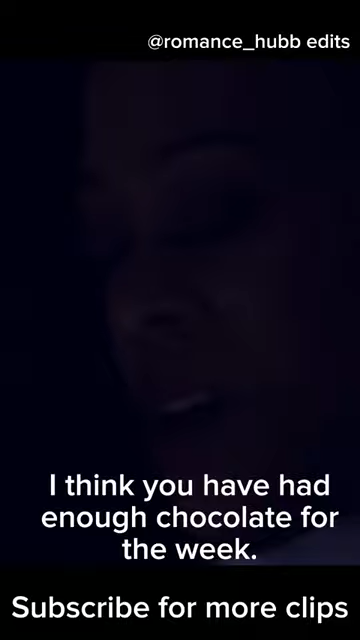 @romance_hubb edits
I think you have had
enough chocolate for
the week.
Subscribe for more clips